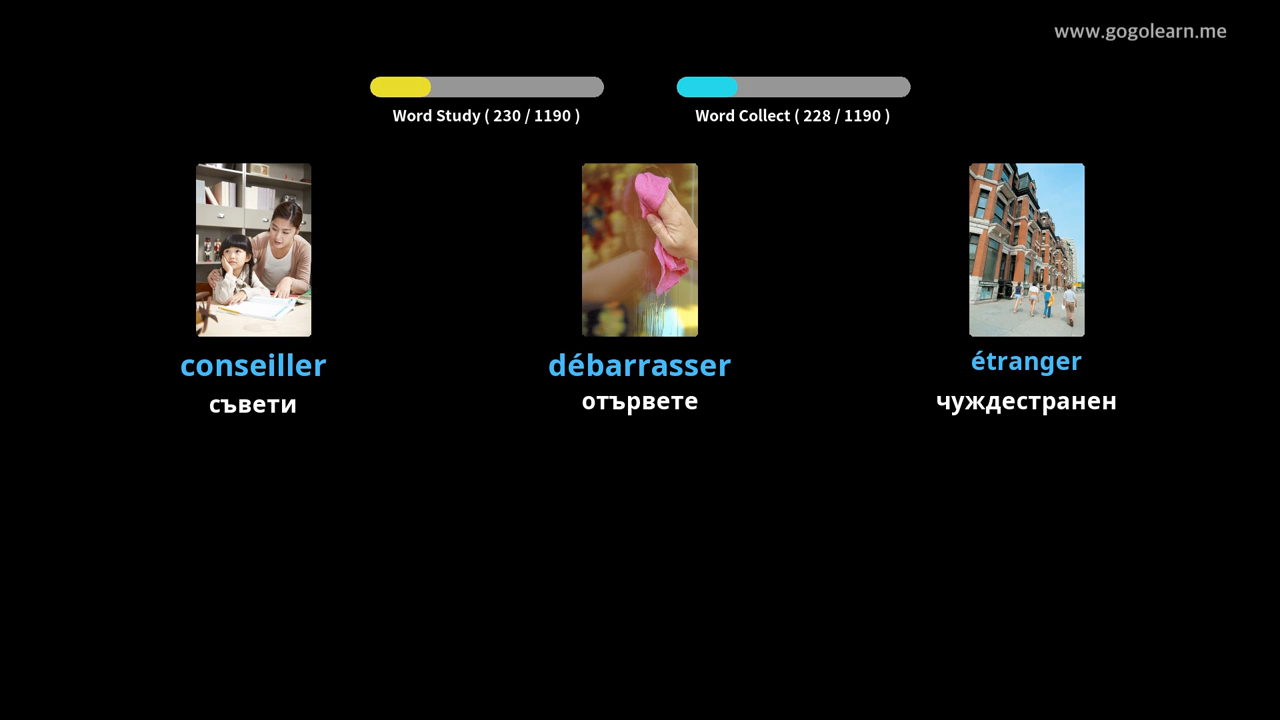 www.gogolearn.me
Word Study ( 230 / 1190 )
Word Collect ( 228 / 1190 )
conseiller
съвети
débarrasser
отървете
étranger
чуждестранен